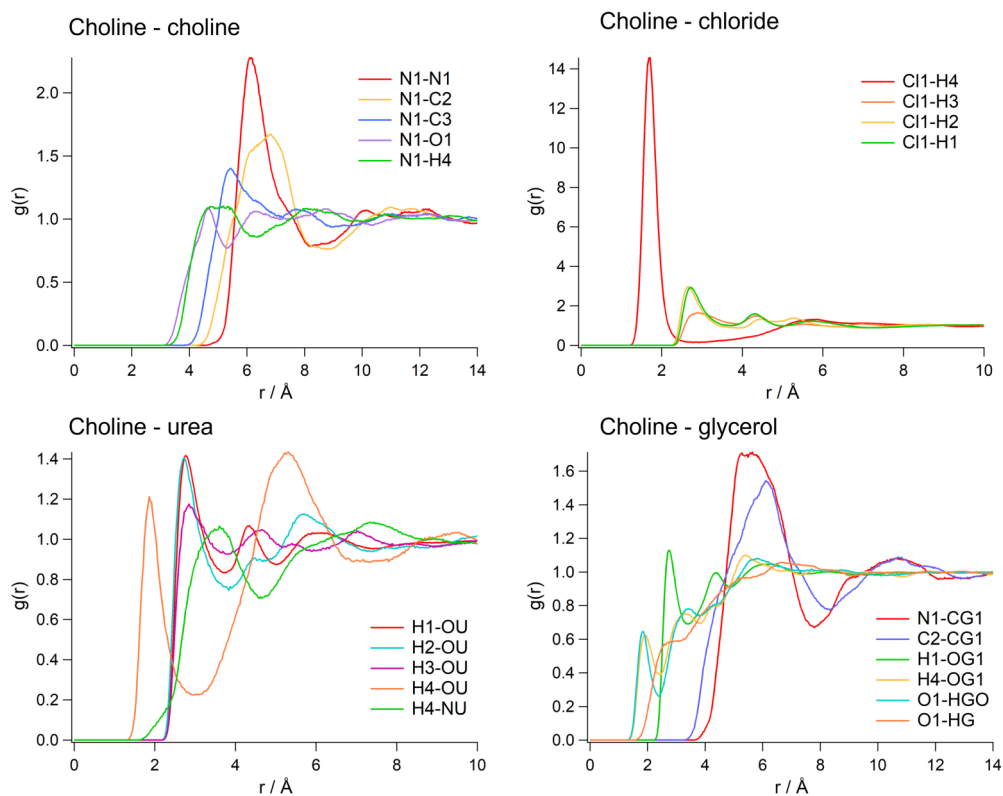 Choline - choline
2.0
1.5
1.0
0.5
0.0
g(r)
N1-N1
N1-C2
N1-C3
N1-O1
N1-H4
0 2 4 6 8 10 12 14
r / Å
Choline - chloride
14
12
10
8
6
4
2
0
g(r)
Cl1-H4
Cl1-H3
Cl1-H2
Cl1-H1
0 2 4 6 8 10
r / Å
Choline - urea
1.4
1.2
1.0
0.8
0.6
0.4
0.2
0.0
g(r)
H1-OU
H2-OU
H3-OU
H4-OU
H4-NU
0 2 4 6 8 10
r / Å
Choline - glycerol
1.6
1.4
1.2
1.0
0.8
0.6
0.4
0.2
0.0
g(r)
N1-CG1
C2-CG1
H1-OG1
H4-OG1
O1-HGO
O1-HG
0 2 4 6 8 10 12 14
r / Å